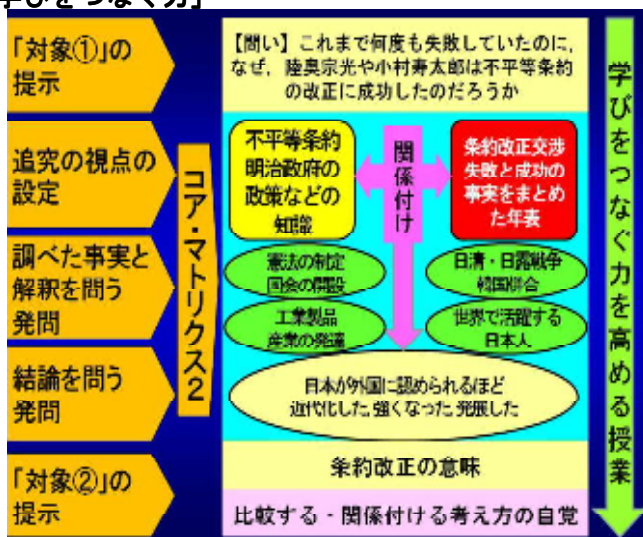 学びをつなぐ力」
「対象①」の
提示
【問い】これまで何度も失敗していたのに,
なぜ, 陸奥宗光や小村寿太郎は不平等条約
の改正に成功したのだろうか
追究の視点の
設定
不平等条約
明治政府の
政策などの
知識
関係付け
条約改正交渉
失敗と成功の
事実をまとめ
た年表
コア・マトリクス2
調べた事実と
解釈を問う
発問
憲法の制定
国会の開設
日清・日露戦争
韓国併合
工業製品
産業の発達
世界で活躍する
日本人
結論を問う
発問
日本が外国に認められるほど
近代化した,強くなった,発展した
「対象②」の
提示
条約改正の意味
比較する・関係付ける考え方の自覚
学びをつなぐ力を高める授業